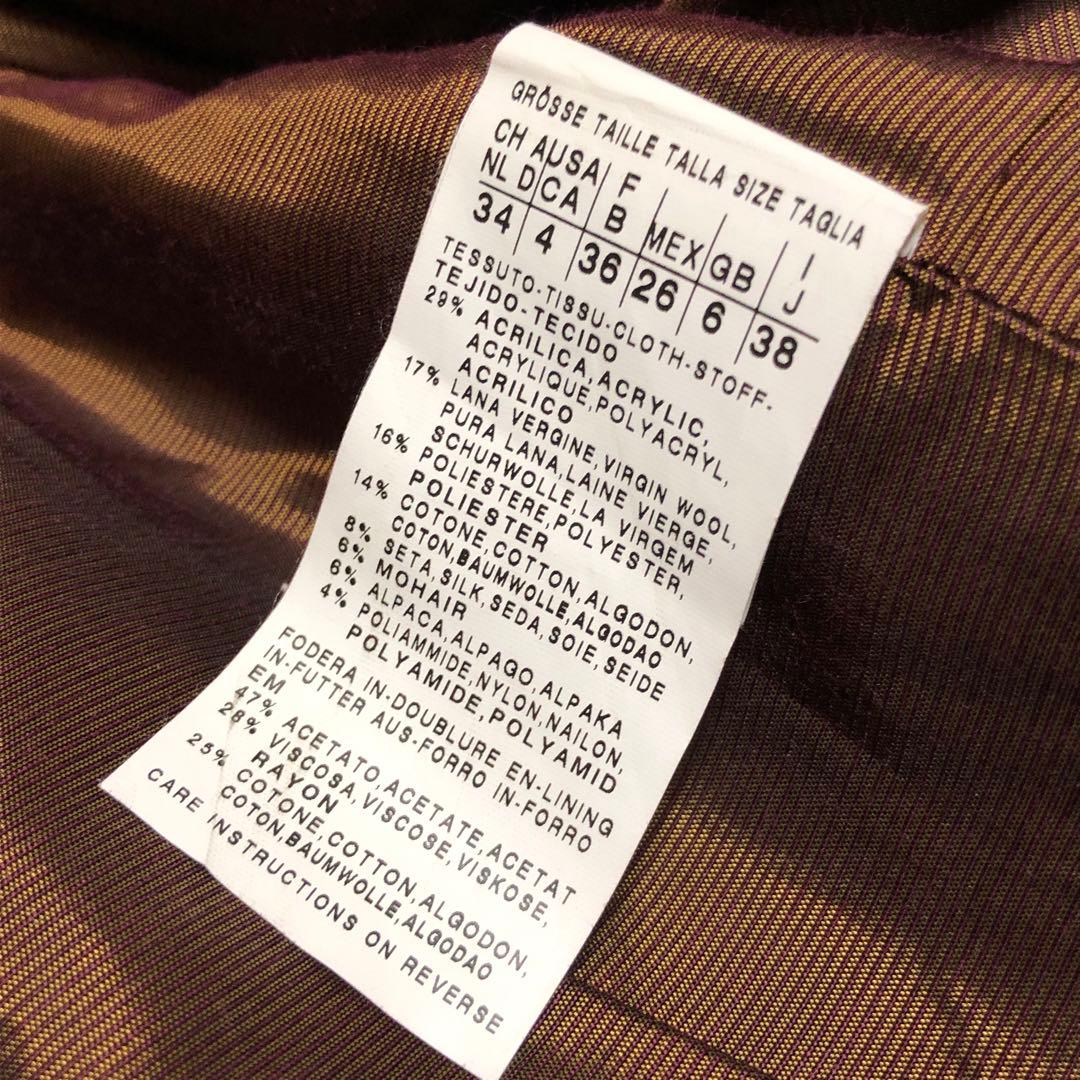 GRÖSSE TAILLE TALLA SIZE TAGLIA
CH A USA F I
NL D CA B MEX GB J
34 4 36 26 6 38
TESSUTO-TISSU-CLOTH-STOFF-
TEJIDO-TECIDO
29% ACRILICA,ACRYLIC,
ACRYLIQUE,POLYACRYL,
ACRILICO
17% LANA VERGINE,VIRGIN WOOL,
PURA LANA,LAINE VIERGE,
SCHURWOLLE,LA VIRGEM
16% POLIESTERE,POLYESTER,
POLIESTER
14% COTONE,COTTON,ALGODON,
COTON,BAUMWOLLE,ALGODAO
8% SETA,SILK,SEDA,SOIE,SEIDE
6% MOHAIR
6% ALPACA,ALPAGO,ALPAKA
4% POLIAMMIDE,NYLON,NAILON,
POLYAMIDE,POLYAMID
FODERA IN-DOUBLURE EN-LINING
IN-FUTTER AUS-FORRO IN-FORRO
EM
47% ACETATO,ACETATE,ACETAT
28% VISCOSA,VISCOSE,VISKOSE,
RAYON
25% COTONE,COTTON,ALGODON,
COTON,BAUMWOLLE,ALGODAO
CARE INSTRUCTIONS ON REVERSE